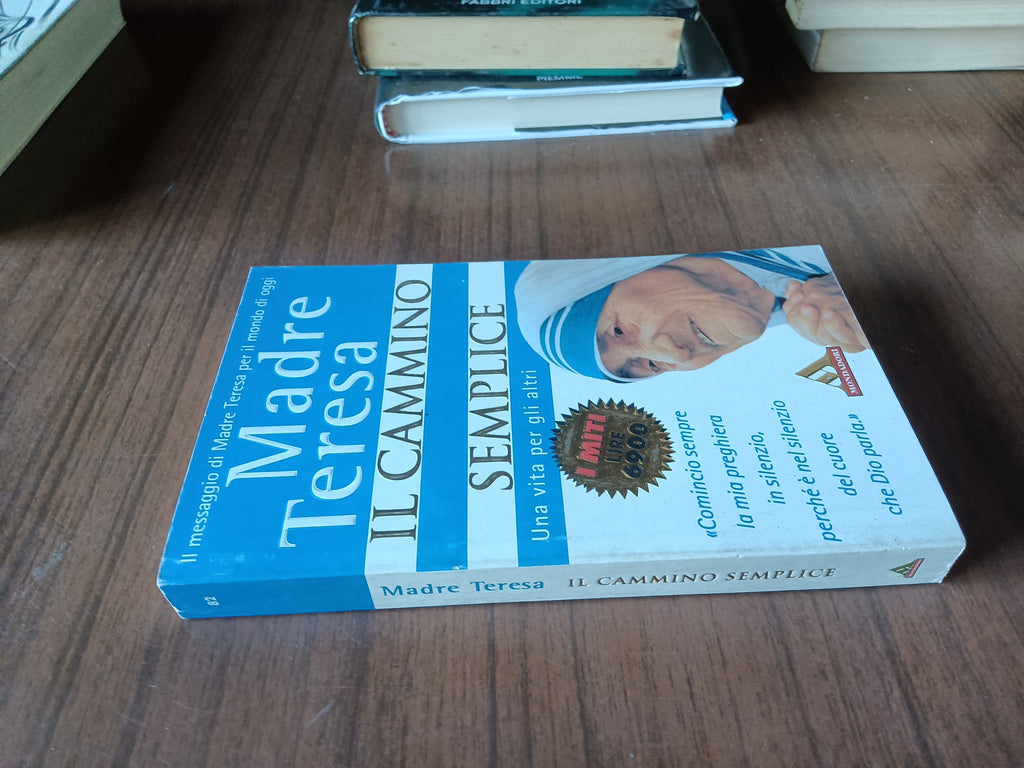 FABBRI EDITORI
PIEMME
Il messaggio di Madre Teresa per il mondo di oggi
Madre
Teresa
IL CAMMINO
SEMPLICE
Una vita per gli altri
I MITI
LIRE
6900
«Comincio sempre
la mia preghiera
in silenzio,
perché è nel silenzio
del cuore
che Dio parla.»
MONDADORI
82
Madre Teresa IL CAMMINO SEMPLICE